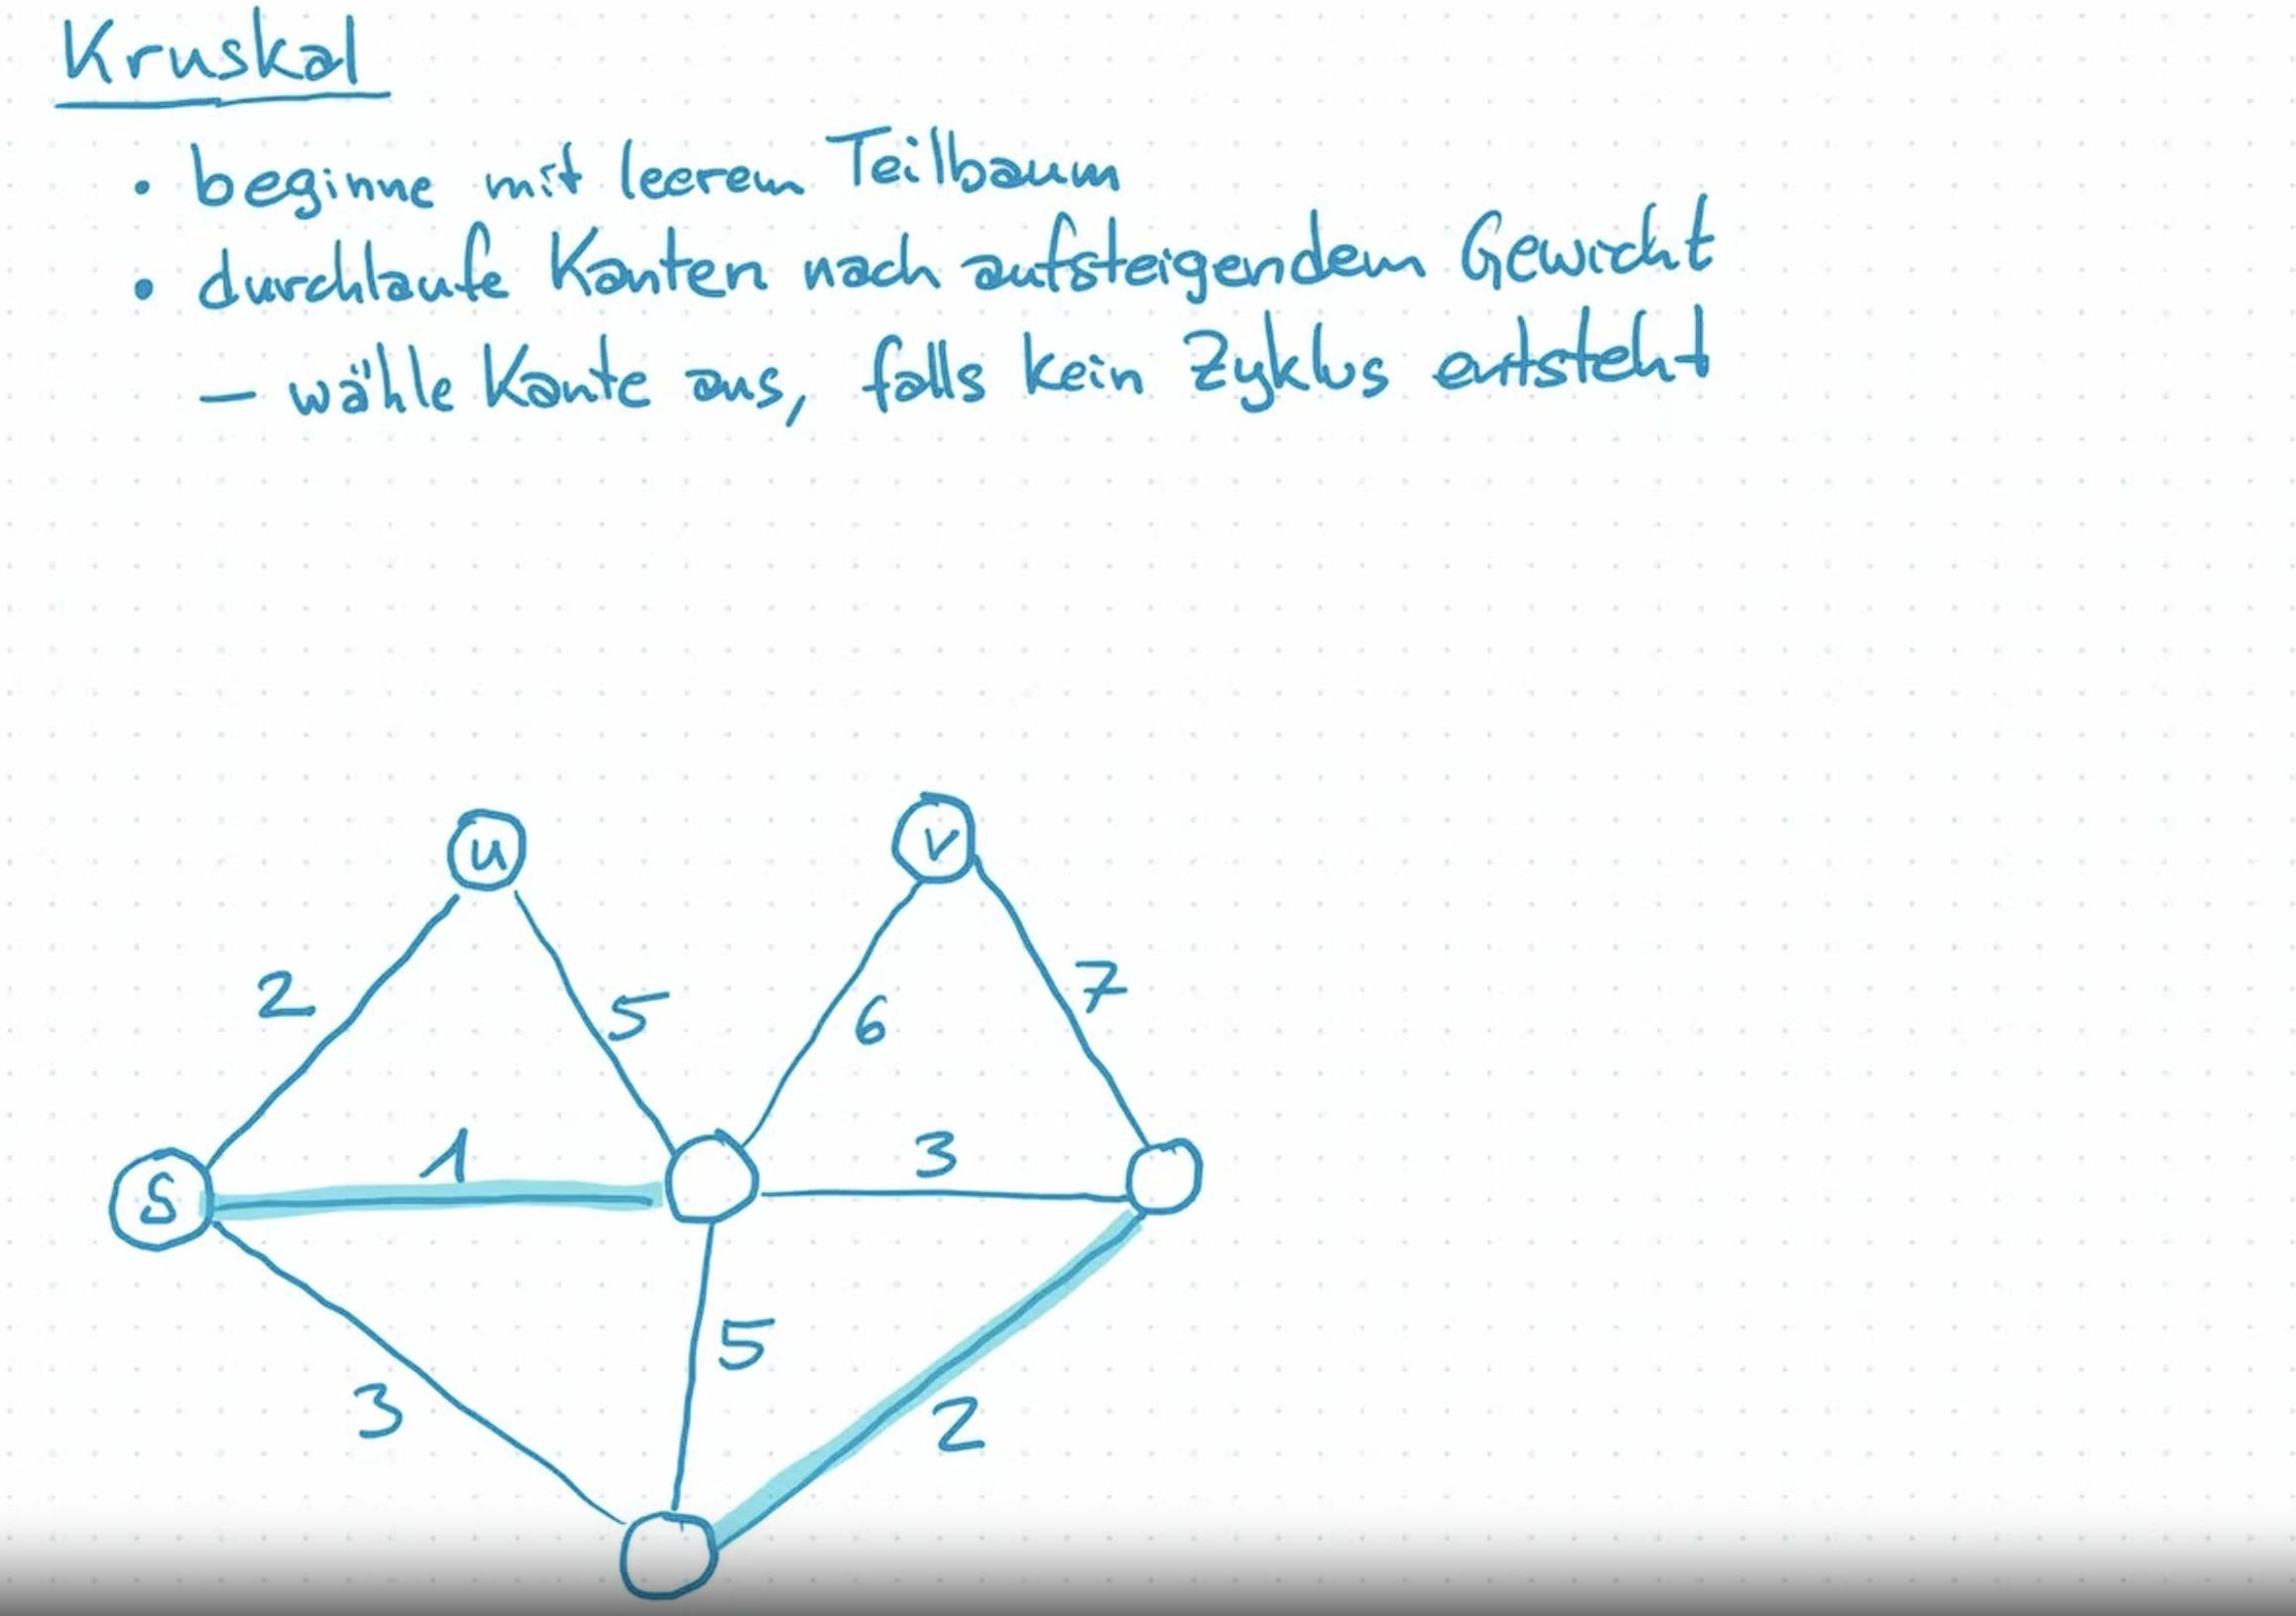 Kruskal
• beginne mit leerem Teilbaum
• durchlaufe Kanten nach aufsteigendem Gewicht
– wähle Kante aus, falls kein Zyklus entsteht
u
v
2
5
6
7
S
1
3
3
5
2